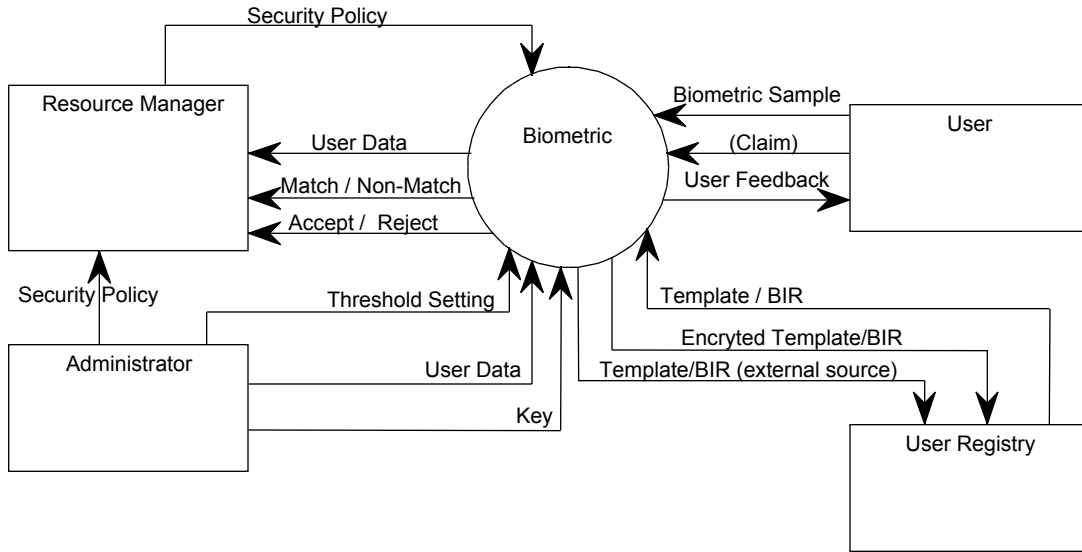 Security Policy
Resource Manager
Biometric Sample
User
User Data
Biometric
(Claim)
Match / Non-Match
User Feedback
Accept / Reject
Security Policy
Threshold Setting
Template / BIR
Administrator
Encryted Template/BIR
User Data
Template/BIR (external source)
Key
User Registry